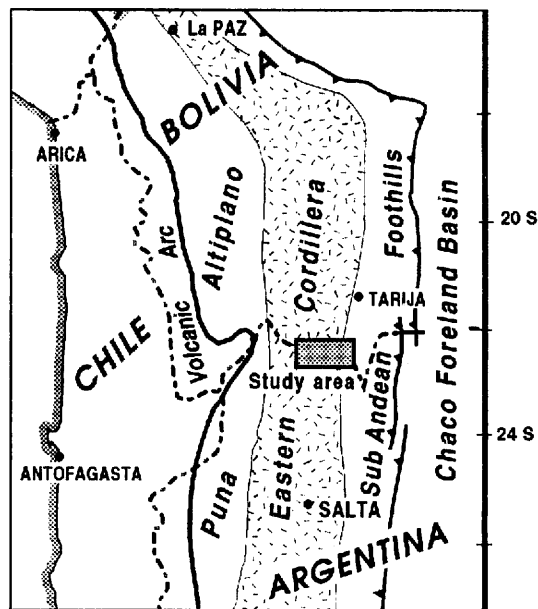 La PAZ
BOLIVIA
ARICA
Altiplano
Cordillera
Foothills
20 S
Arc
Volcanic
TARIJA
CHILE
Study area
Chaco Foreland Basin
Sub Andean
24 S
ANTOFAGASTA
Puna
Eastern
SALTA
ARGENTINA